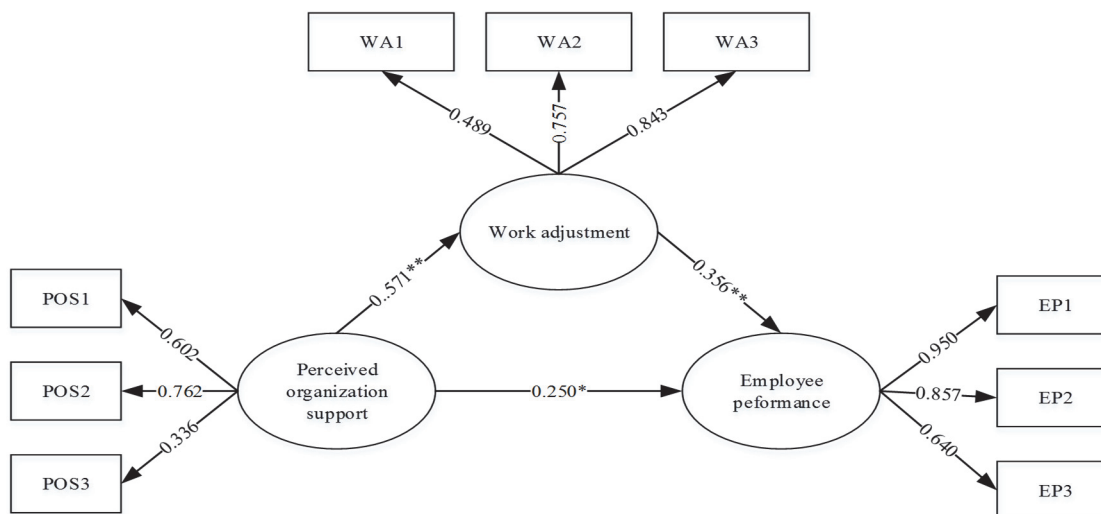 WA1
WA2
WA3
0.489
0.757
0.843
Work adjustment
0..571**
0.356**
POS1
POS2
POS3
0.602
0.762
0.336
Perceived
organization
support
0.250*
Employee
peformance
0.950
0.857
0.640
EP1
EP2
EP3